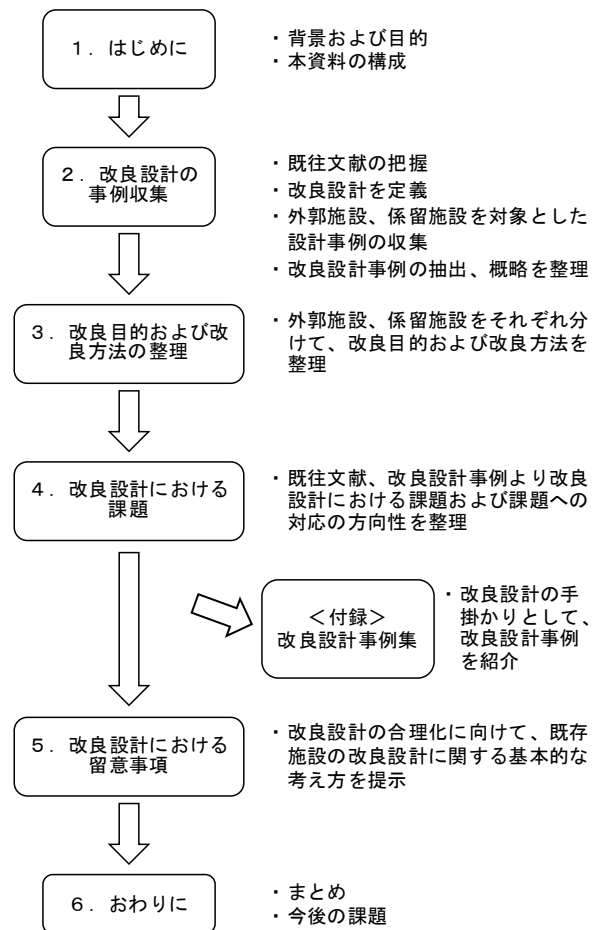 １．はじめに
・背景および目的
・本資料の構成
２．改良設計の
事例収集
・既往文献の把握
・改良設計を定義
・外郭施設、係留施設を対象とした
設計事例の収集
・改良設計事例の抽出、概略を整理
３．改良目的および改
良方法の整理
・外郭施設、係留施設をそれぞれ分
けて、改良目的および改良方法を
整理
４．改良設計における
課題
・既往文献、改良設計事例より改良
設計における課題および課題への
対応の方向性を整理
＜付録＞
改良設計事例集
・改良設計の手
掛かりとして、
改良設計事例
を紹介
５．改良設計における
留意事項
・改良設計の合理化に向けて、既存
施設の改良設計に関する基本的な
考え方を提示
６．おわりに
・まとめ
・今後の課題